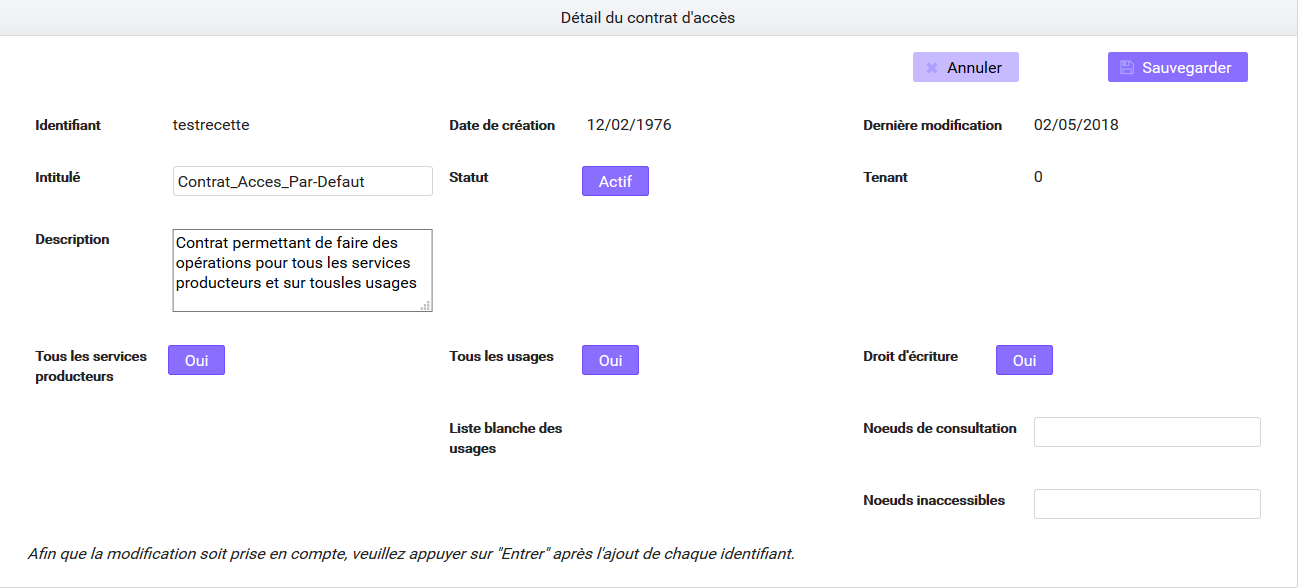 Détail du contrat d'accès
Annuler
Sauvegarder
Identifiant
testrecette
Date de création
12/02/1976
Dernière modification
02/05/2018
Intitulé
Contrat_Acces_Par-Defaut
Statut
Actif
Tenant
0
Description
Contrat permettant de faire des
opérations pour tous les services
producteurs et sur tousles usages
Tous les services
producteurs
Oui
Tous les usages
Oui
Droit d'écriture
Oui
Liste blanche des
usages
Noeuds de consultation
Noeuds inaccessibles
Afin que la modification soit prise en compte, veuillez appuyer sur "Entrer" après l'ajout de chaque identifiant.